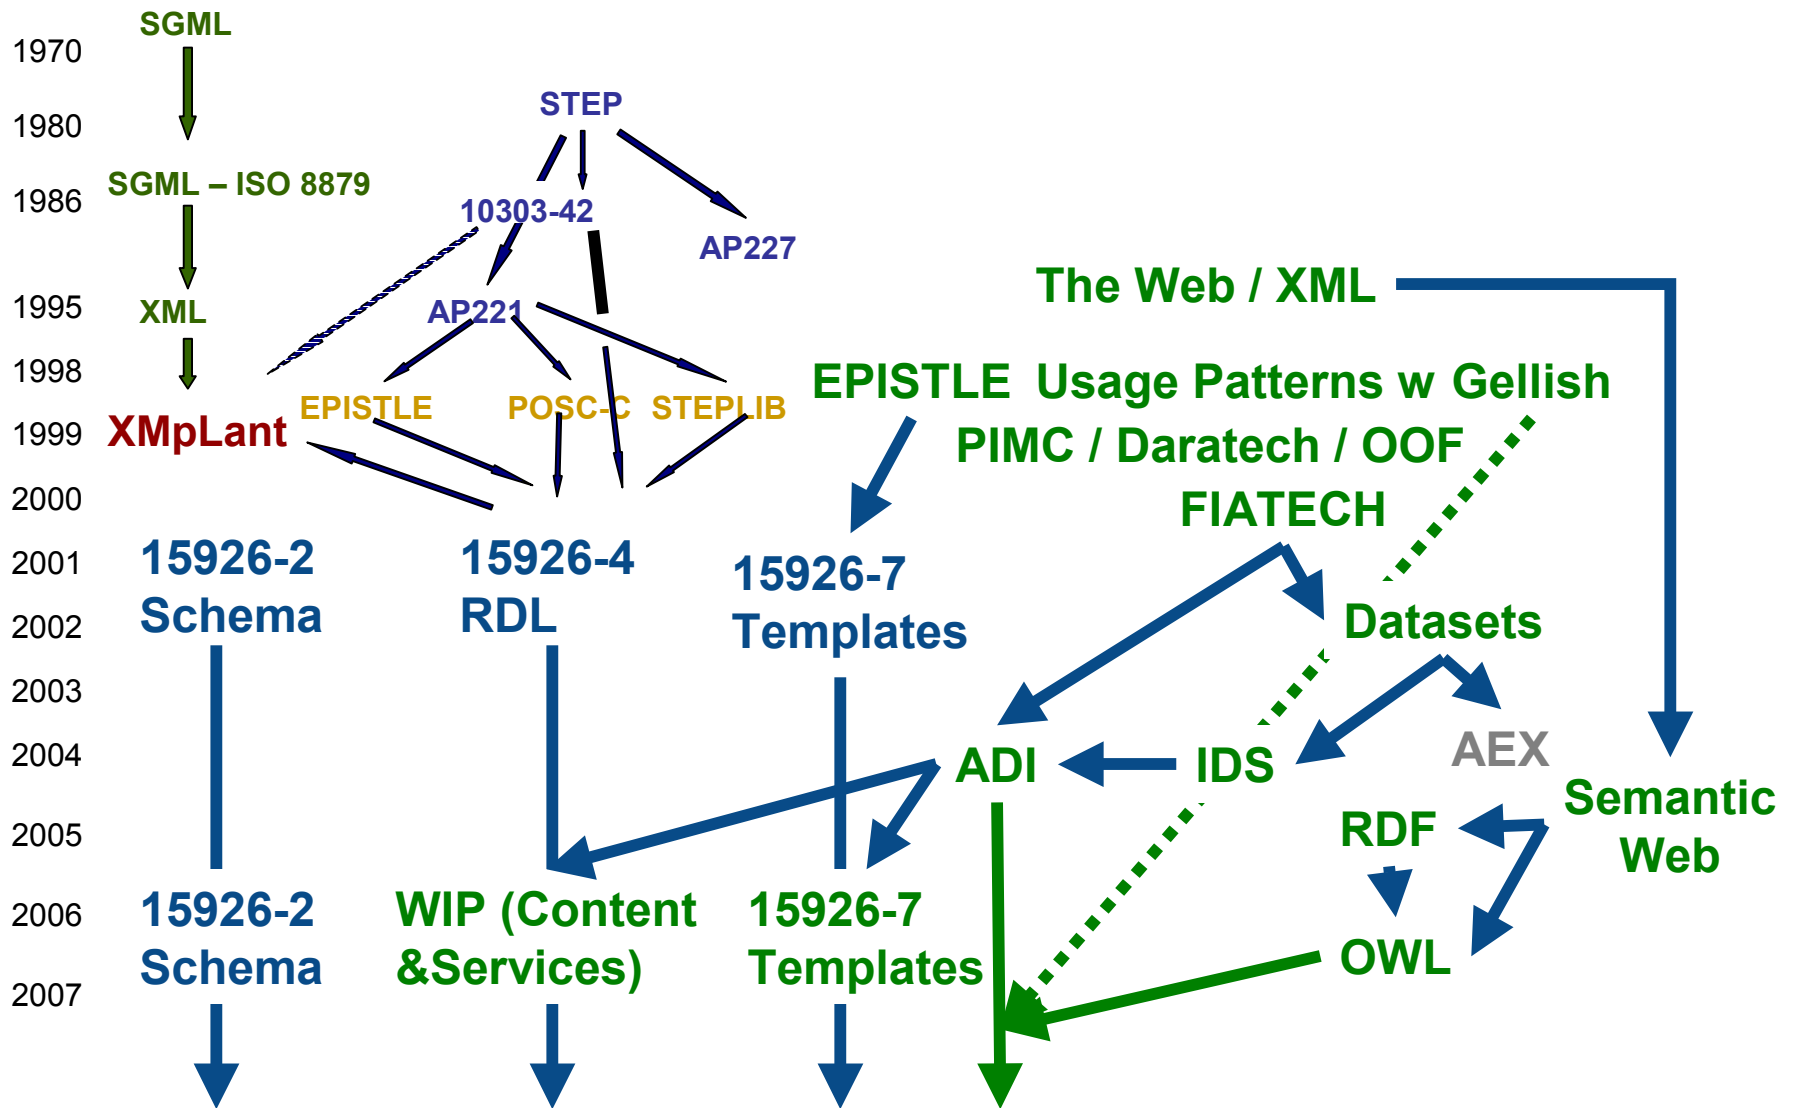 SGML
1970
STEP
1980
SGML – ISO 8879
1986
10303-42
AP227
The Web / XML
1995
XML
AP221
1998
EPISTLE Usage Patterns w Gellish
EPISTLE
POSC-C
STEPLIB
1999
XMpLant
PIMC / Daratech / OOF
2000
FIATECH
2001
15926-2
Schema
15926-4
RDL
15926-7
Templates
2002
Datasets
2003
2004
ADI
IDS
AEX
Semantic
Web
2005
RDF
2006
15926-2
Schema
WIP (Content
&Services)
15926-7
Templates
OWL
2007